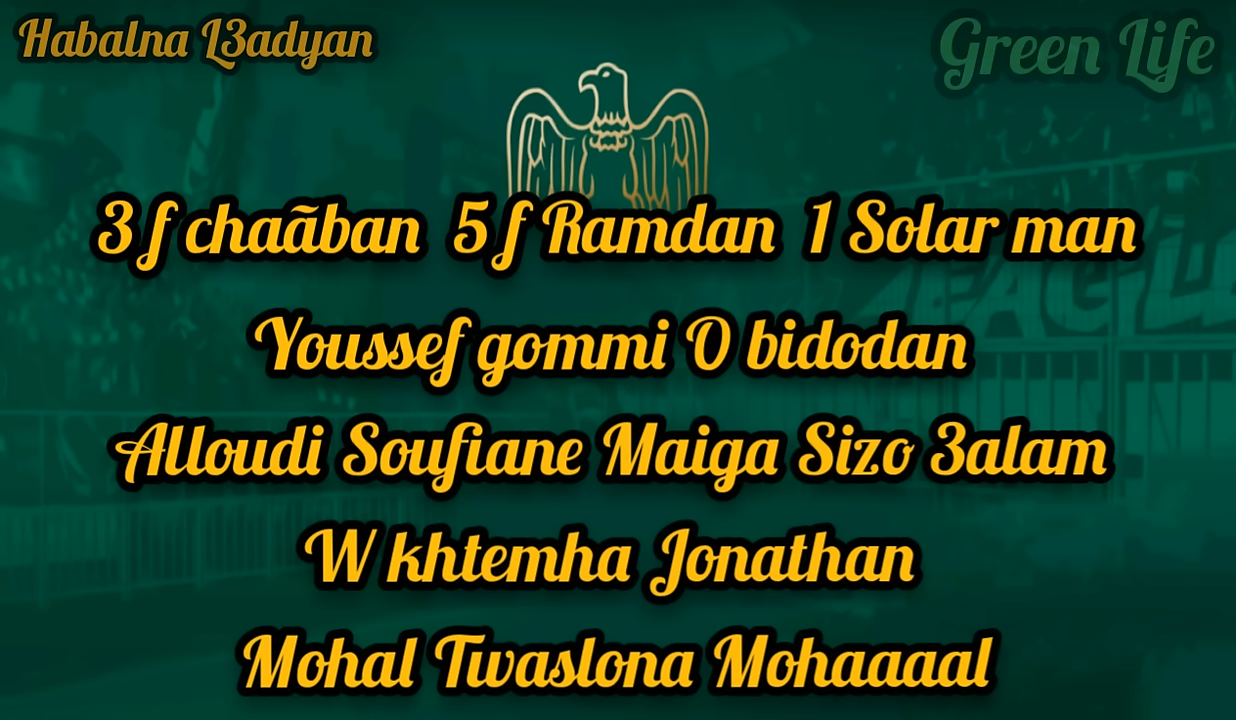 Habalna L3adyan
Green Life
3 f chaãban 5 f Ramdan 1 Solar man
Youssef gommi O bidodan
Alloudi Soufiane Maiga Sizo 3alam
W khtemha Jonathan
Mohal Twaslona Mohaaaal